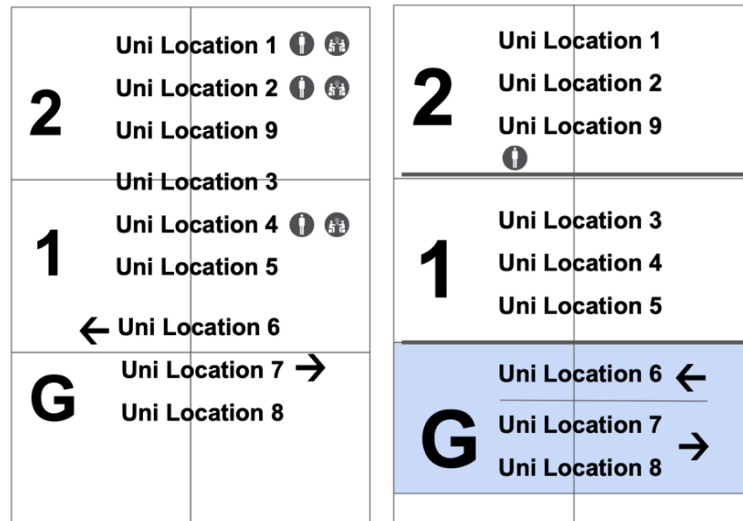 2
Uni Location 1
Uni Location 2
Uni Location 9
1
Uni Location 3
Uni Location 4
Uni Location 5
G
← Uni Location 6
Uni Location 7 →
Uni Location 8
2
Uni Location 1
Uni Location 2
Uni Location 9
1
Uni Location 3
Uni Location 4
Uni Location 5
G
Uni Location 6 ←
Uni Location 7
Uni Location 8 →